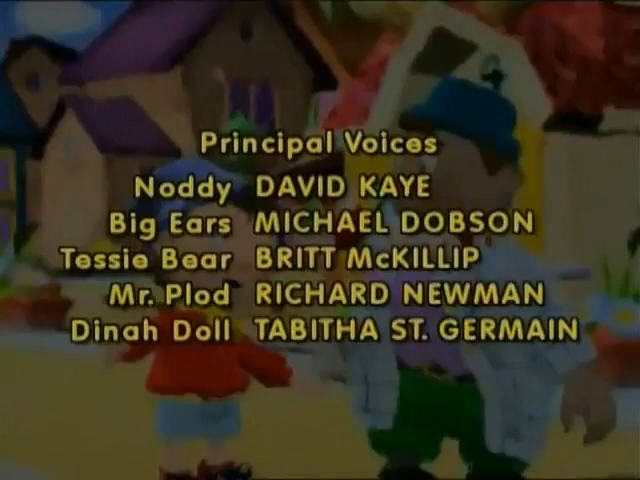 Principal Voices
Noddy DAVID KAYE
Big Ears MICHAEL DOBSON
Tessie Bear BRITT McKILLIP
Mr. Plod RICHARD NEWMAN
Dinah Doll TABITHA ST. GERMAIN